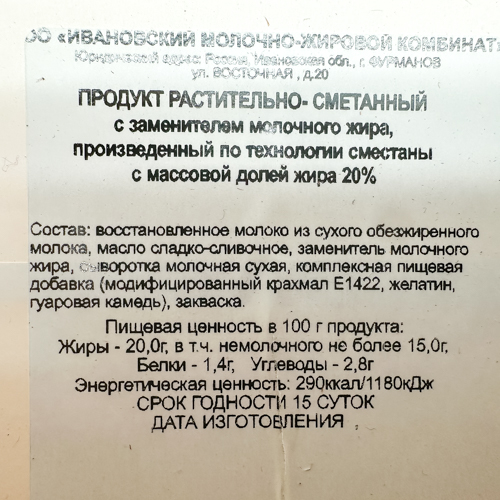 ОО «ИВАНОВСКИЙ МОЛОЧНО-ЖИРОВОЙ КОМБИНАТ»
Юридический адрес: Россия, Ивановская обл., г. ФУРМАНОВ
ул. ВОСТОЧНАЯ , д.20
ПРОДУКТ РАСТИТЕЛЬНО- СМЕТАННЫЙ
с заменителем молочного жира,
произведенный по технологии сместаны
с массовой долей жира 20%
Состав: восстановленное молоко из сухого обезжиренного
молока, масло сладко-сливочное, заменитель молочного
жира, сыворотка молочная сухая, комплексная пищевая
добавка (модифицированный крахмал Е1422, желатин,
гуаровая камедь), закваска.
Пищевая ценность в 100 г продукта:
Жиры - 20,0г, в т.ч. немолочного не более 15,0г,
Белки - 1,4г, Углеводы - 2,8г
Энергетическая ценность: 290ккал/1180кДж
СРОК ГОДНОСТИ 15 СУТОК
ДАТА ИЗГОТОВЛЕНИЯ